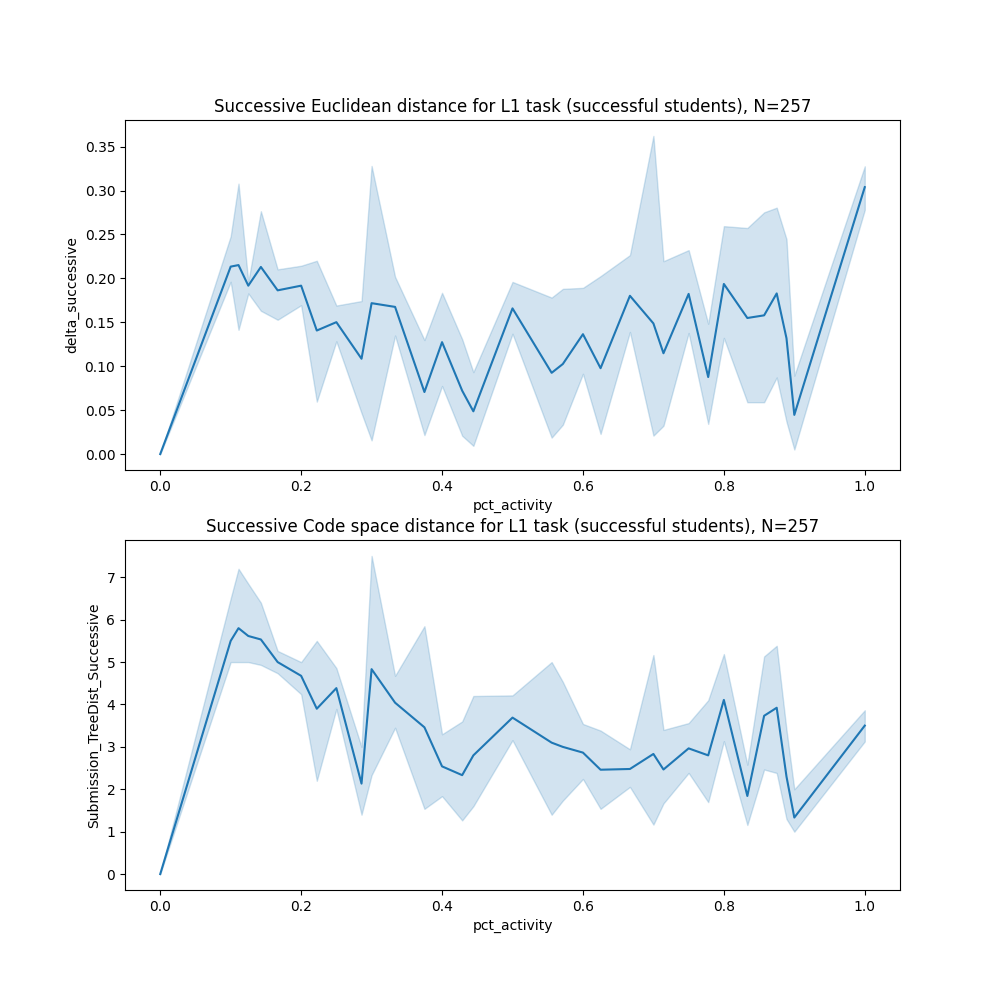 Successive Euclidean distance for L1 task (successful students), N=257
delta_successive
0.35
0.30
0.25
0.20
0.15
0.10
0.05
0.00
0.0 0.2 0.4 0.6 0.8 1.0
pct_activity
Successive Code space distance for L1 task (successful students), N=257
Submission_TreeDist_Successive
7
6
5
4
3
2
1
0
0.0 0.2 0.4 0.6 0.8 1.0
pct_activity